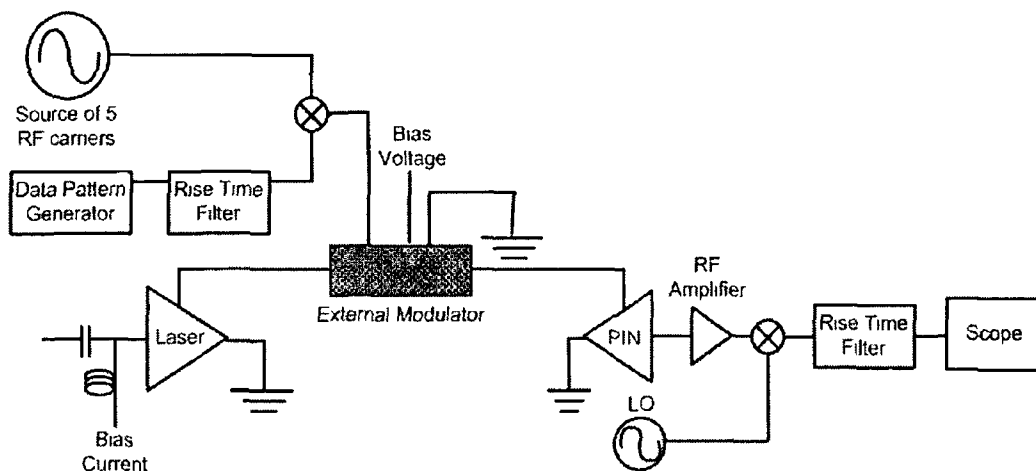 Source of 5
RF carriers
Data Pattern
Generator
Rise Time
Filter
Bias
Voltage
External Modulator
Laser
Bias
Current
PIN
RF
Amplifier
LO
Rise Time
Filter
Scope